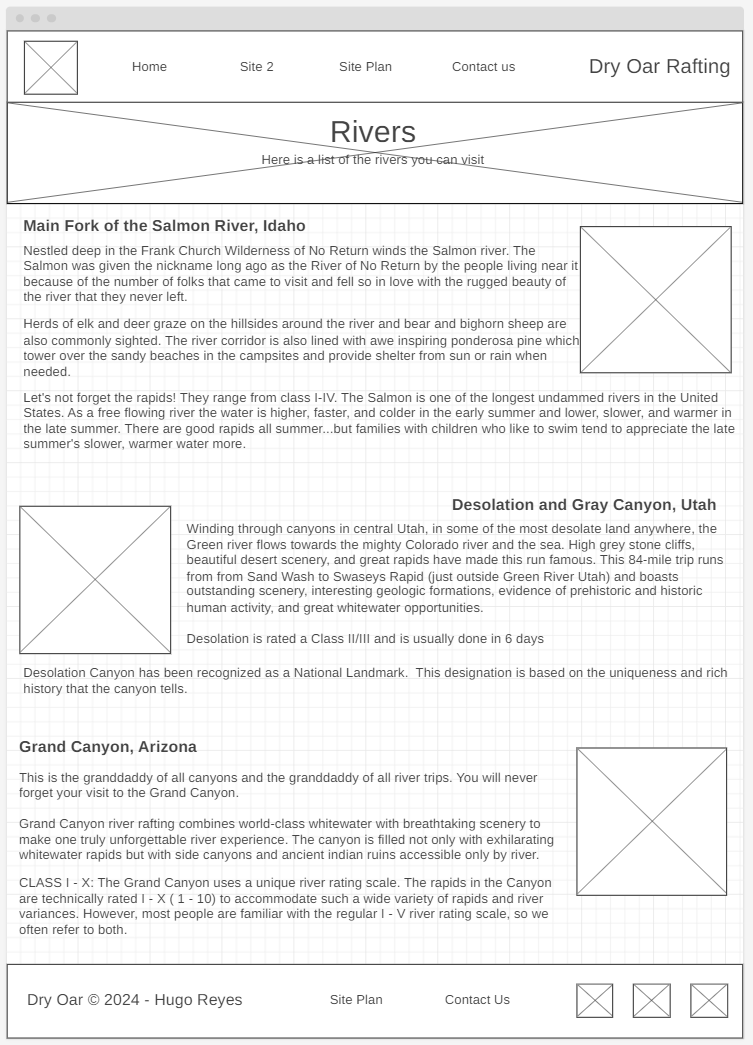 Home
Site 2
Site Plan
Contact us
Dry Oar Rafting
Rivers
Here is a list of the rivers you can visit
Main Fork of the Salmon River, Idaho
Nestled deep in the Frank Church Wilderness of No Return winds the Salmon river. The
Salmon was given the nickname long ago as the River of No Return by the people living near it
because of the number of folks that came to visit and fell so in love with the rugged beauty of
the river that they never left.
Herds of elk and deer graze on the hillsides around the river and bear and bighorn sheep are
also commonly sighted. The river corridor is also lined with awe inspiring ponderosa pine which
tower over the sandy beaches in the campsites and provide shelter from sun or rain when
needed.
Let's not forget the rapids! They range from class I-IV. The Salmon is one of the longest undammed rivers in the United
States. As a free flowing river the water is higher, faster, and colder in the early summer and lower, slower, and warmer in
the late summer. There are good rapids all summer...but families with children who like to swim tend to appreciate the late
summer's slower, warmer water more.
Desolation and Gray Canyon, Utah
Winding through canyons in central Utah, in some of the most desolate land anywhere, the
Green river flows towards the mighty Colorado river and the sea. High grey stone cliffs,
beautiful desert scenery, and great rapids have made this run famous. This 84-mile trip runs
from from Sand Wash to Swaseys Rapid (just outside Green River Utah) and boasts
outstanding scenery, interesting geologic formations, evidence of prehistoric and historic
human activity, and great whitewater opportunities.
Desolation is rated a Class II/III and is usually done in 6 days
Desolation Canyon has been recognized as a National Landmark.  This designation is based on the uniqueness and rich
history that the canyon tells.
Grand Canyon, Arizona
This is the granddaddy of all canyons and the granddaddy of all river trips. You will never
forget your visit to the Grand Canyon.
Grand Canyon river rafting combines world-class whitewater with breathtaking scenery to
make one truly unforgettable river experience. The canyon is filled not only with exhilarating
whitewater rapids but with side canyons and ancient indian ruins accessible only by river.
CLASS I - X: The Grand Canyon uses a unique river rating scale. The rapids in the Canyon
are technically rated I - X ( 1 - 10) to accommodate such a wide variety of rapids and river
variances. However, most people are familiar with the regular I - V river rating scale, so we
often refer to both.
Dry Oar © 2024 - Hugo Reyes
Site Plan
Contact Us